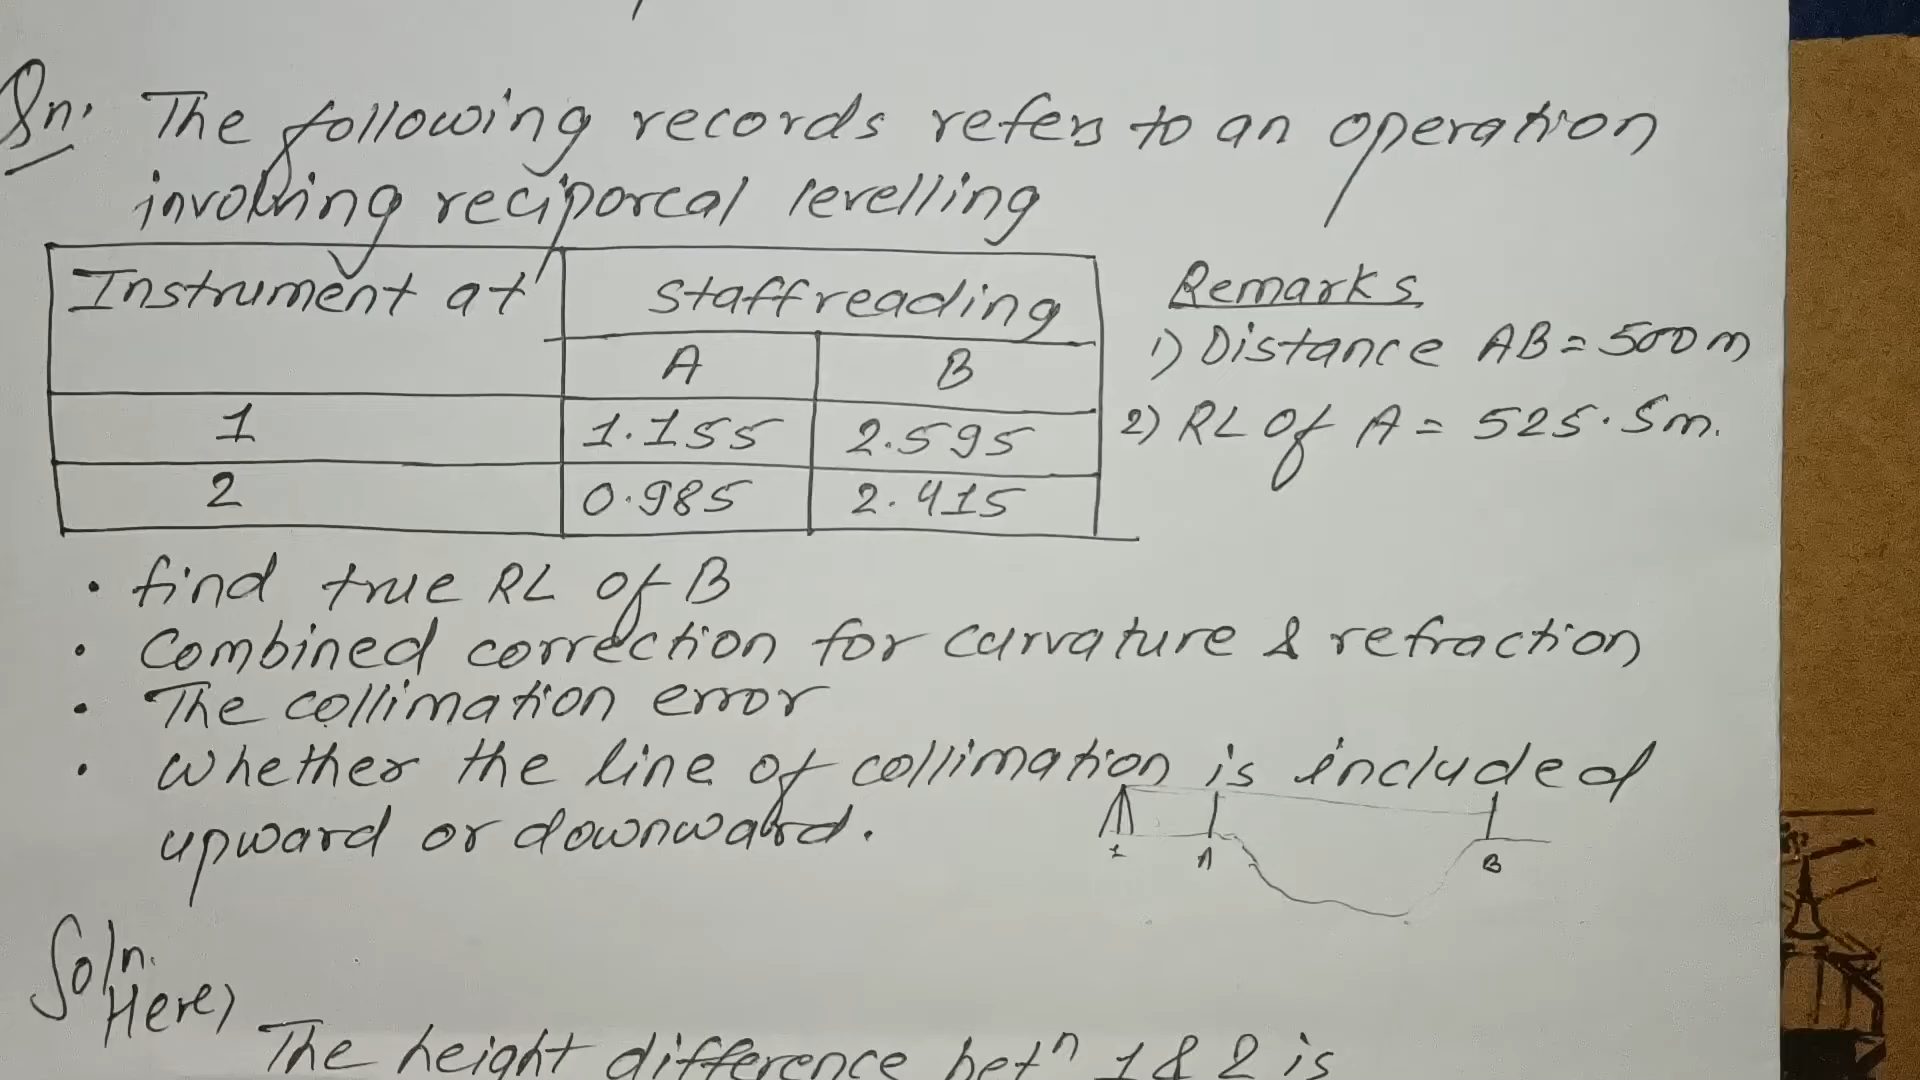 Qn. The following records refers to an operation
involving reciporcal levelling
Instrument at Staff reading
A B
1 1.155 2.595
2 0.985 2.415
Remarks
1) Distance AB = 500 m
2) RL of A = 525.5m.
• find true RL of B
• Combined correction for curvature & refraction
• The collimation error
• Whether the line of collimation is included
upward or downward.
1 A B
Soln.
Here,
The height difference betn 1 & 2 is